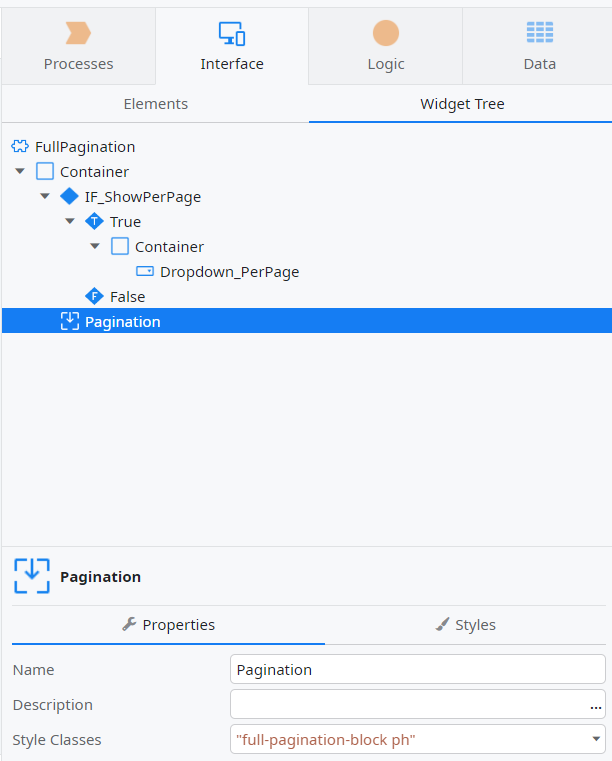 Processes Interface Logic Data
Elements Widget Tree
FullPagination
Container
IF_ShowPerPage
T True
Container
Dropdown_PerPage
F False
Pagination
Pagination
Properties Styles
Name Pagination
Description ...
Style Classes "full-pagination-block ph"